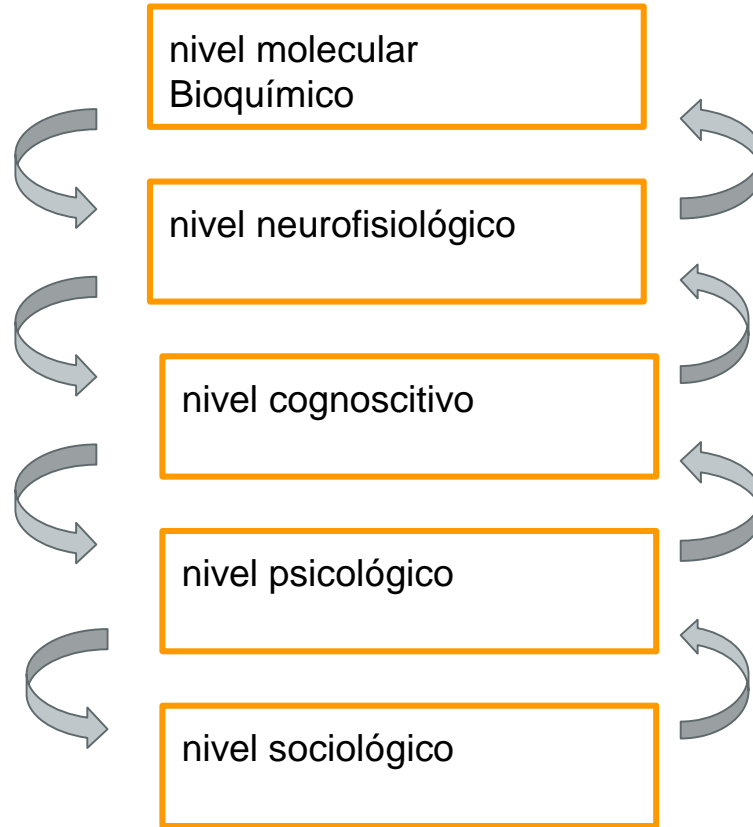 nivel molecular
Bioquímico
nivel neurofisiológico
nivel cognoscitivo
nivel psicológico
nivel sociológico